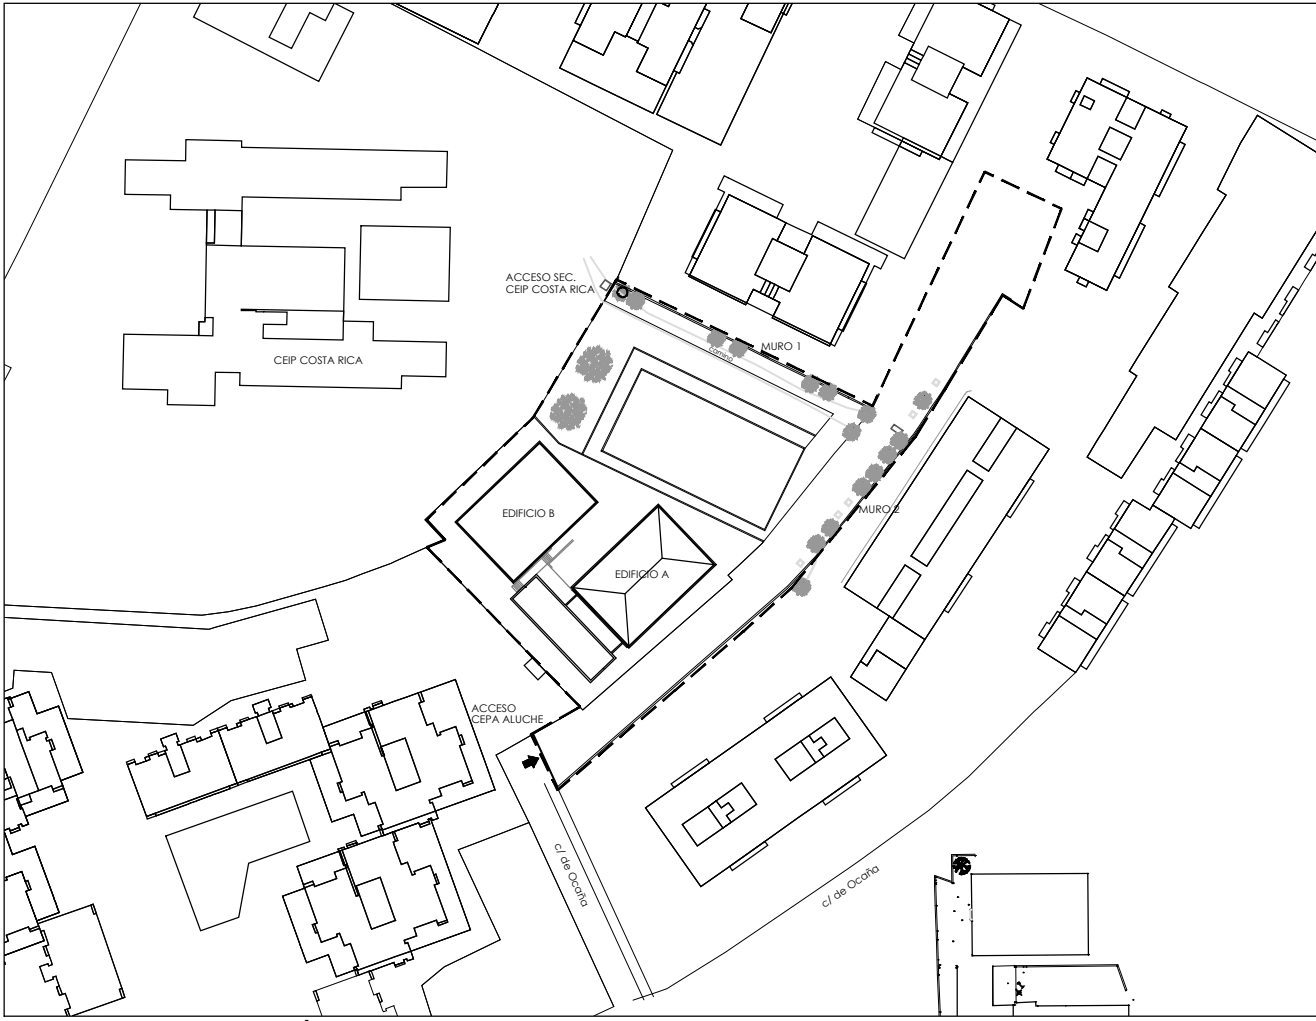 ACCESO SEC.
CEIP COSTA RICA
MURO 1
camino
CEIP COSTA RICA
EDIFICIO B
MURO 2
EDIFICIO A
ACCESO
CEPA ALUCHE
c/ de Ocaña
c/ de Ocaña